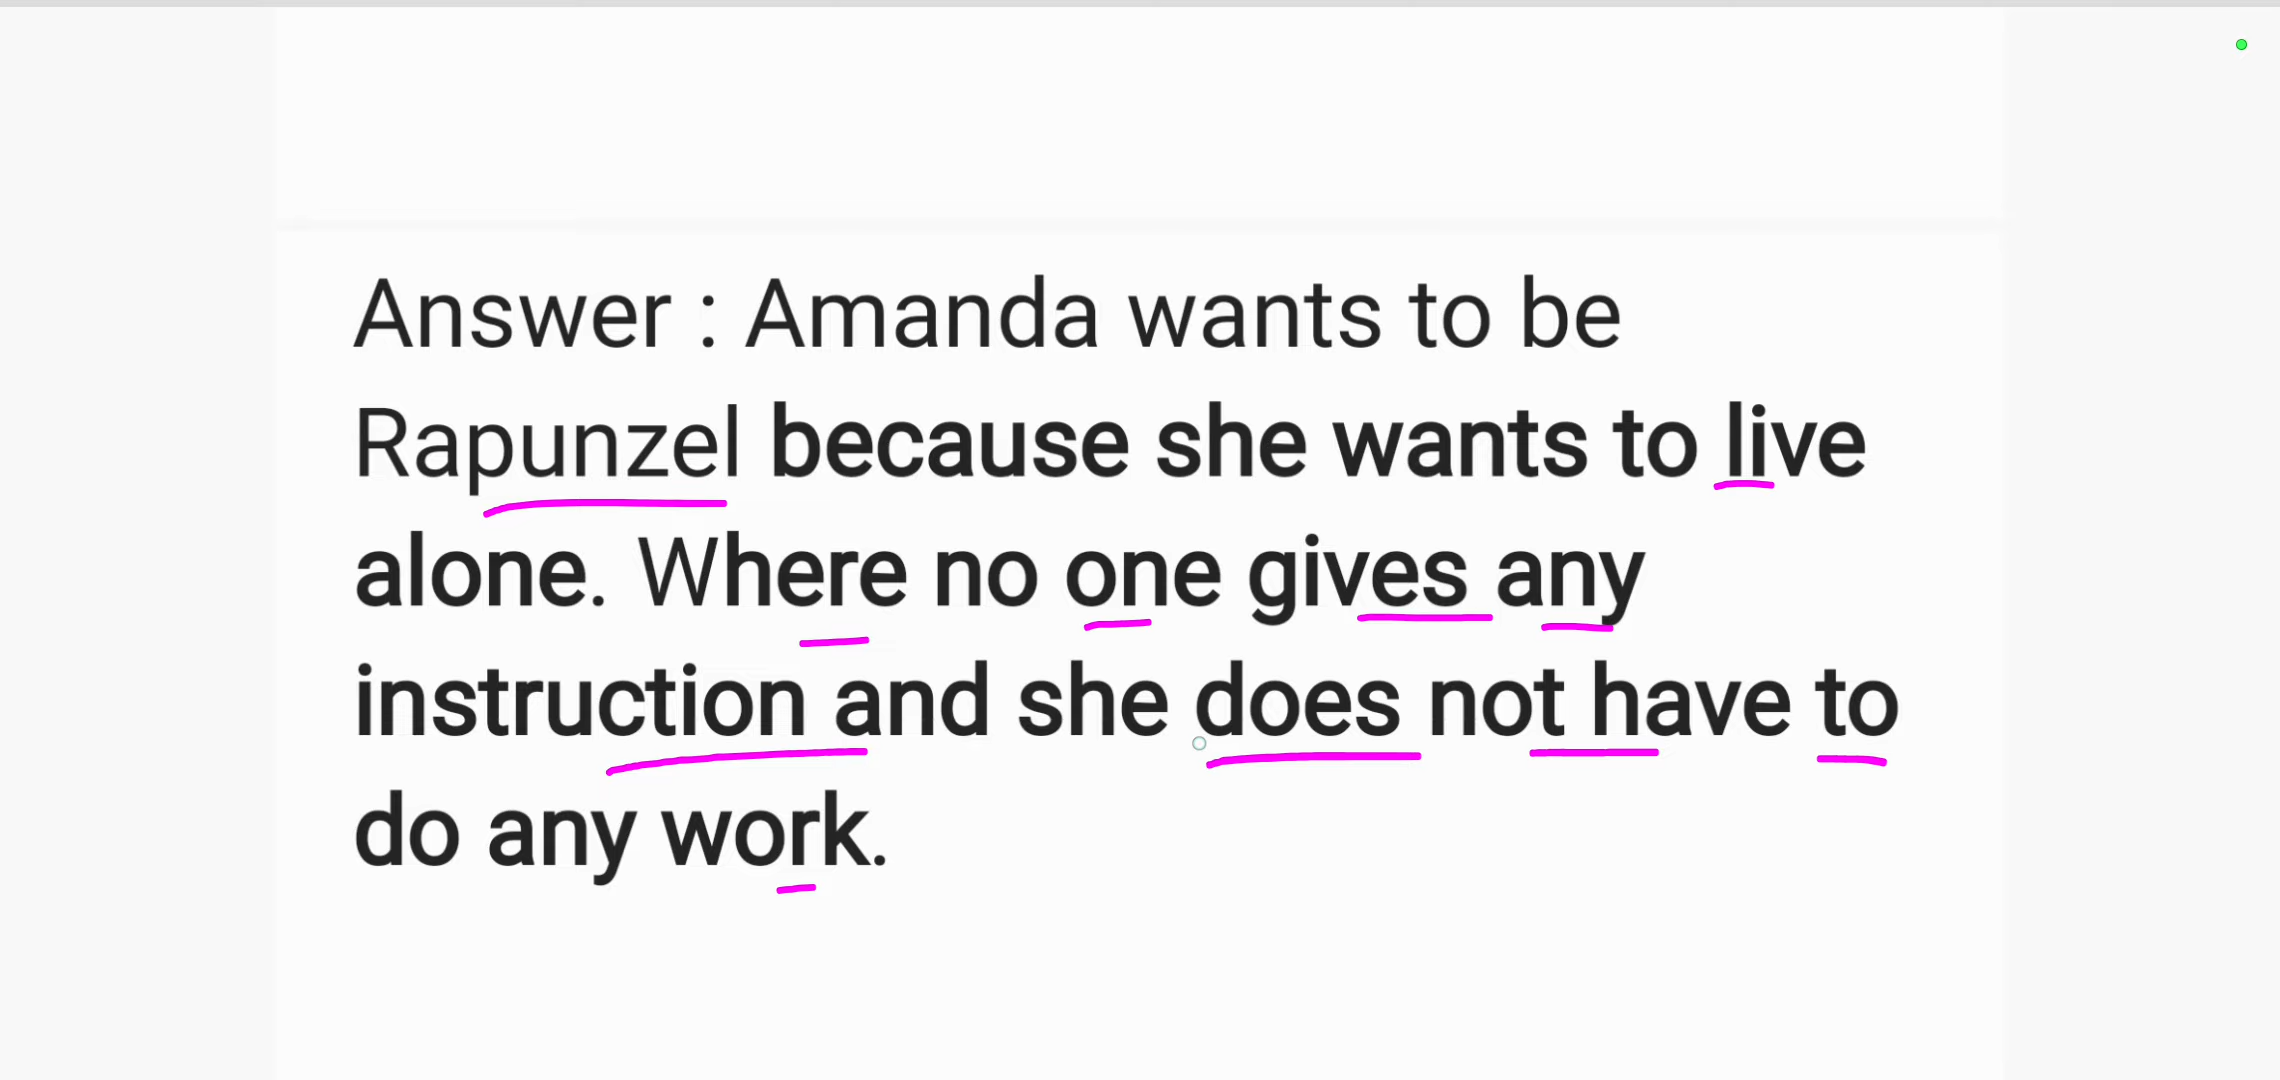 Answer : Amanda wants to be
Rapunzel because she wants to live
alone. Where no one gives any
instruction and she does not have to
do any work.